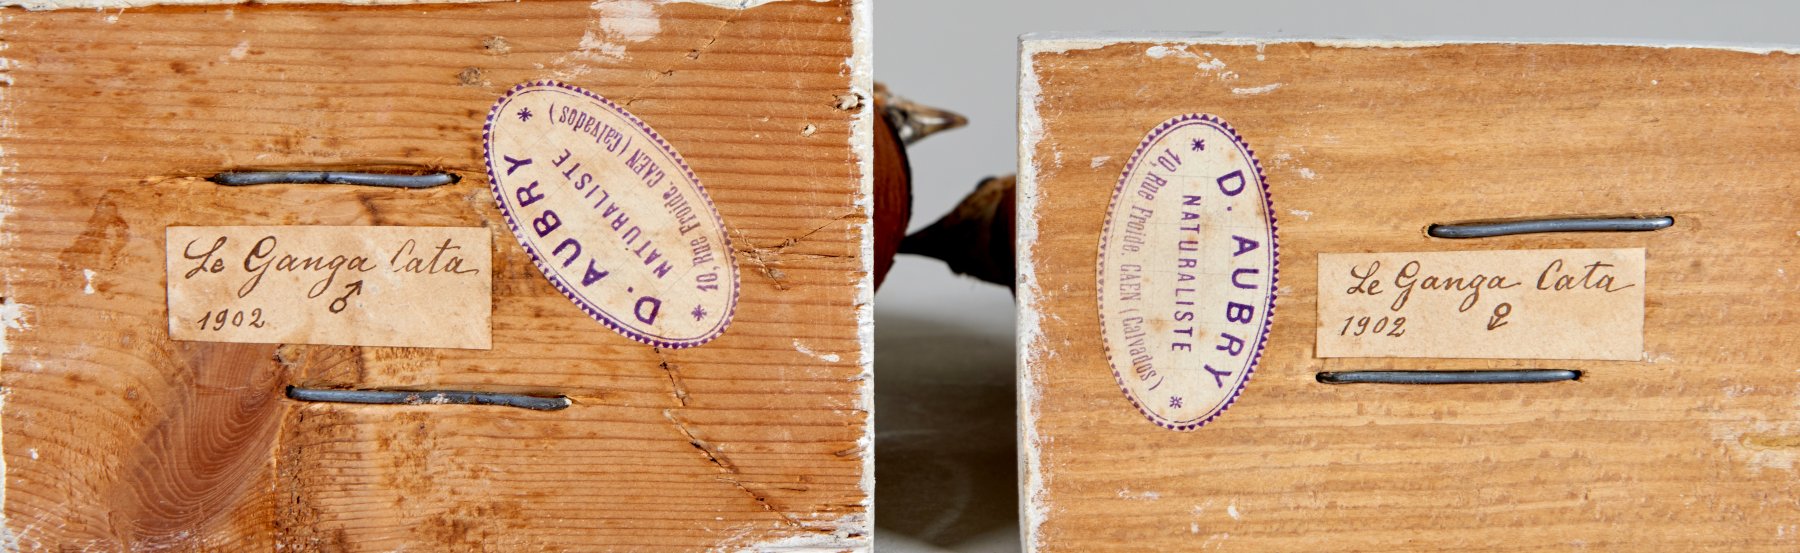 Le Ganga Cata
♂
1902
D. AUBRY
NATURALISTE
10, Rue Froide, CAEN (Calvados)
D. AUBRY
NATURALISTE
10, Rue Froide, CAEN (Calvados)
Le Ganga Cata
1902 ♀